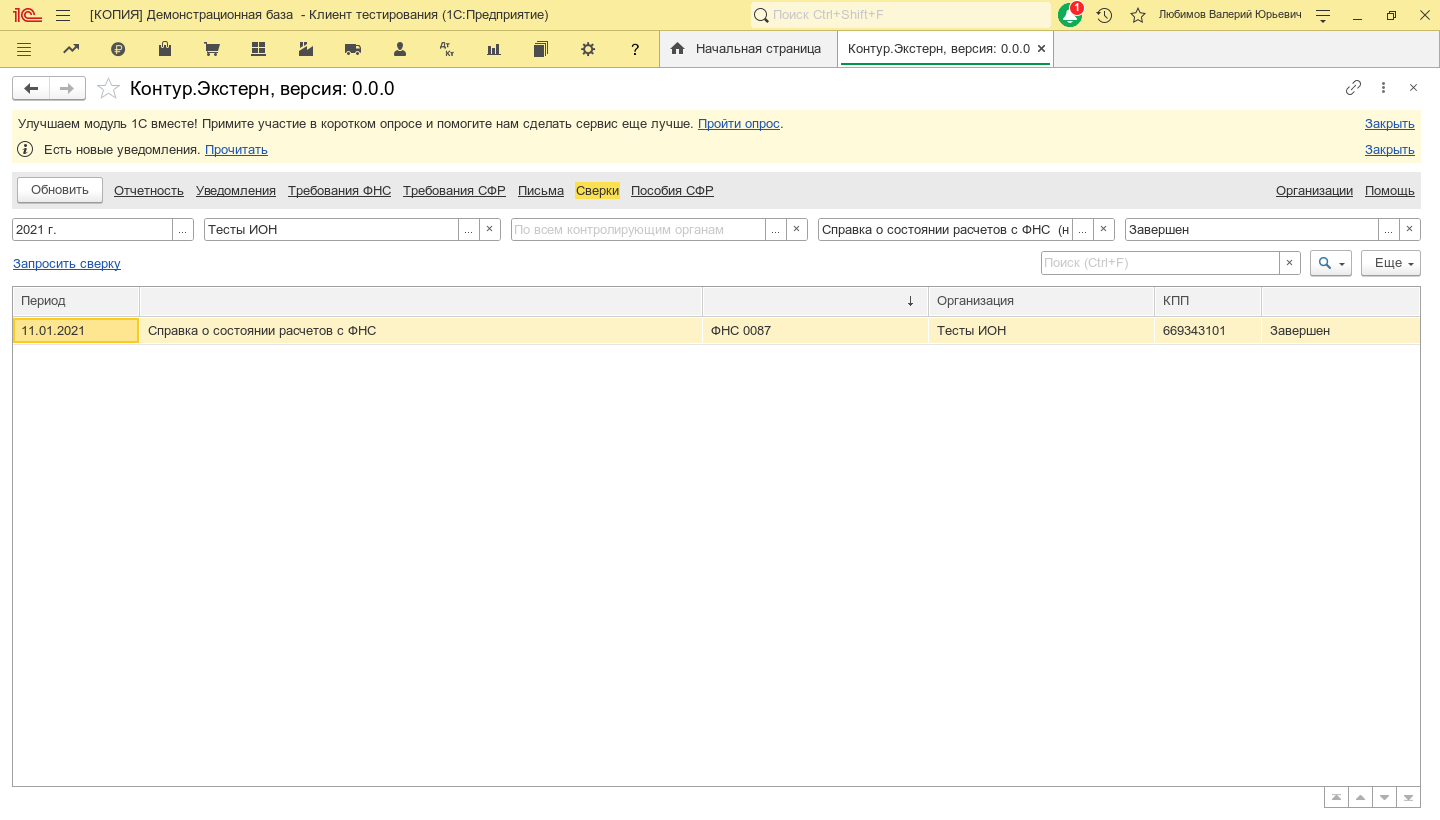 1С [КОПИЯ] Демонстрационная база - Клиент тестирования (1С:Предприятие) Поиск Ctrl+Shift+F 1 Любимов Валерий Юрьевич
Дт Кт ? Начальная страница Контур.Экстерн, версия: 0.0.0
Контур.Экстерн, версия: 0.0.0
Улучшаем модуль 1С вместе! Примите участие в коротком опросе и помогите нам сделать сервис еще лучше. Пройти опрос. Закрыть
Есть новые уведомления. Прочитать Закрыть
Обновить Отчетность Уведомления Требования ФНС Требования СФР Письма Сверки Пособия СФР Организации Помощь
2021 г. ... Тесты ИОН ... × По всем контролирующим органам ... × Справка о состоянии расчетов с ФНС (н ... × Завершен ... ×
Запросить сверку Поиск (Ctrl+F) × Еще
Период ↓ Организация КПП
11.01.2021 Справка о состоянии расчетов с ФНС ФНС 0087 Тесты ИОН 669343101 Завершен